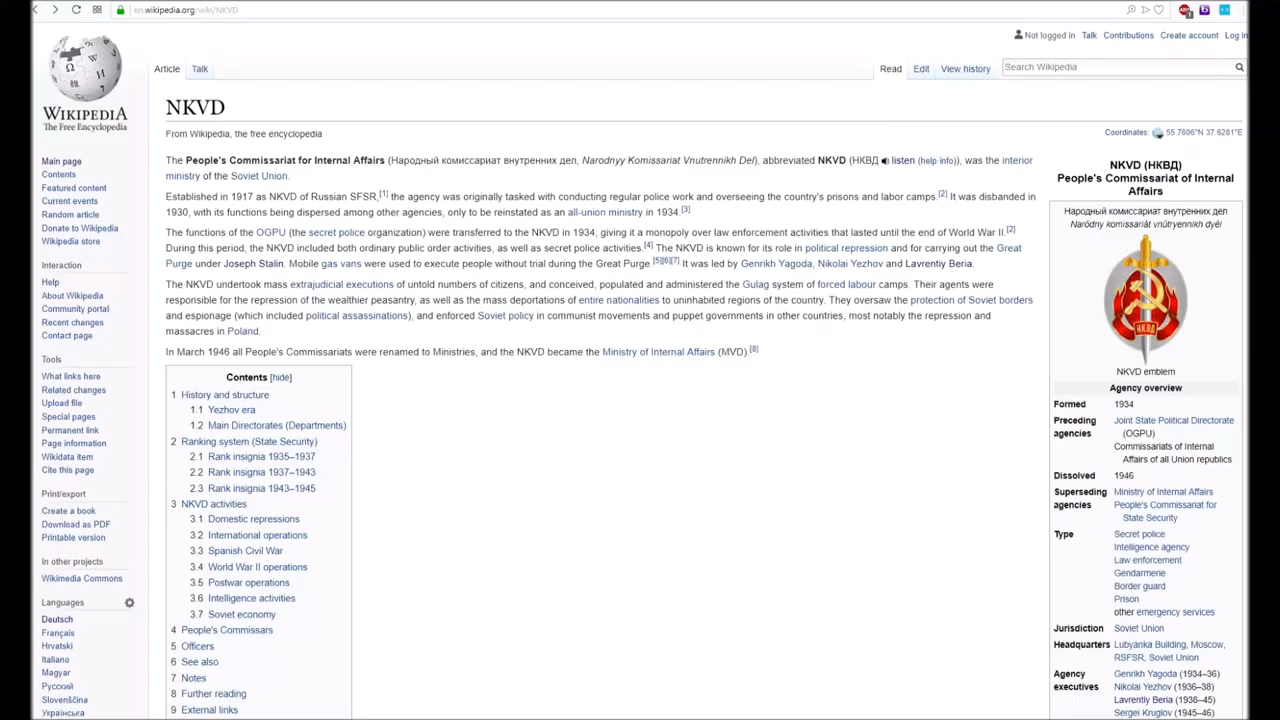 en.wikipedia.org/wiki/NKVD
Not logged in Talk Contributions Create account Log in
Article Talk
Read Edit View history
Search Wikipedia
WIKIPEDIA
The Free Encyclopedia
Main page
Contents
Featured content
Current events
Random article
Donate to Wikipedia
Wikipedia store
Interaction
Help
About Wikipedia
Community portal
Recent changes
Contact page
Tools
What links here
Related changes
Upload file
Special pages
Permanent link
Page information
Wikidata item
Cite this page
Print/export
Create a book
Download as PDF
Printable version
In other projects
Wikimedia Commons
Languages
Deutsch
Français
Hrvatski
Italiano
Magyar
Русский
Slovenščina
Українська
NKVD
From Wikipedia, the free encyclopedia
Coordinates: 55.7606°N 37.6281°E
The People's Commissariat for Internal Affairs (Народный комиссариат внутренних дел, Narodnyy Komissariat Vnutrennikh Del), abbreviated NKVD (НКВД listen (help·info)), was the interior
ministry of the Soviet Union.
Established in 1917 as NKVD of Russian SFSR,[1] the agency was originally tasked with conducting regular police work and overseeing the country's prisons and labor camps.[2] It was disbanded in
1930, with its functions being dispersed among other agencies, only to be reinstated as an all-union ministry in 1934.[3]
The functions of the OGPU (the secret police organization) were transferred to the NKVD in 1934, giving it a monopoly over law enforcement activities that lasted until the end of World War II.[2]
During this period, the NKVD included both ordinary public order activities, as well as secret police activities.[4] The NKVD is known for its role in political repression and for carrying out the Great
Purge under Joseph Stalin. Mobile gas vans were used to execute people without trial during the Great Purge.[5][6][7] It was led by Genrikh Yagoda, Nikolai Yezhov and Lavrentiy Beria.
The NKVD undertook mass extrajudicial executions of untold numbers of citizens, and conceived, populated and administered the Gulag system of forced labour camps. Their agents were
responsible for the repression of the wealthier peasantry, as well as the mass deportations of entire nationalities to uninhabited regions of the country. They oversaw the protection of Soviet borders
and espionage (which included political assassinations), and enforced Soviet policy in communist movements and puppet governments in other countries, most notably the repression and
massacres in Poland.
In March 1946 all People's Commissariats were renamed to Ministries, and the NKVD became the Ministry of Internal Affairs (MVD).[8]
Contents [hide]
1 History and structure
1.1 Yezhov era
1.2 Main Directorates (Departments)
2 Ranking system (State Security)
2.1 Rank insignia 1935–1937
2.2 Rank insignia 1937–1943
2.3 Rank insignia 1943–1945
3 NKVD activities
3.1 Domestic repressions
3.2 International operations
3.3 Spanish Civil War
3.4 World War II operations
3.5 Postwar operations
3.6 Intelligence activities
3.7 Soviet economy
4 People's Commissars
5 Officers
6 See also
7 Notes
8 Further reading
9 External links
NKVD (НКВД)
People's Commissariat of Internal
Affairs
Народный комиссариат внутренних дел
Naródny komissariát vnútryennikh dyél
НКВД
NKVD emblem
Agency overview
Formed 1934
Preceding agencies Joint State Political Directorate
(OGPU)
Commissariats of Internal
Affairs of all Union republics
Dissolved 1946
Superseding agencies Ministry of Internal Affairs
People's Commissariat for
State Security
Type Secret police
Intelligence agency
Law enforcement
Gendarmerie
Border guard
Prison
other emergency services
Jurisdiction Soviet Union
Headquarters Lubyanka Building, Moscow,
RSFSR, Soviet Union
Agency executives Genrikh Yagoda (1934–36)
Nikolai Yezhov (1936–38)
Lavrentiy Beria (1938–45)
Sergei Kruglov (1945–46)